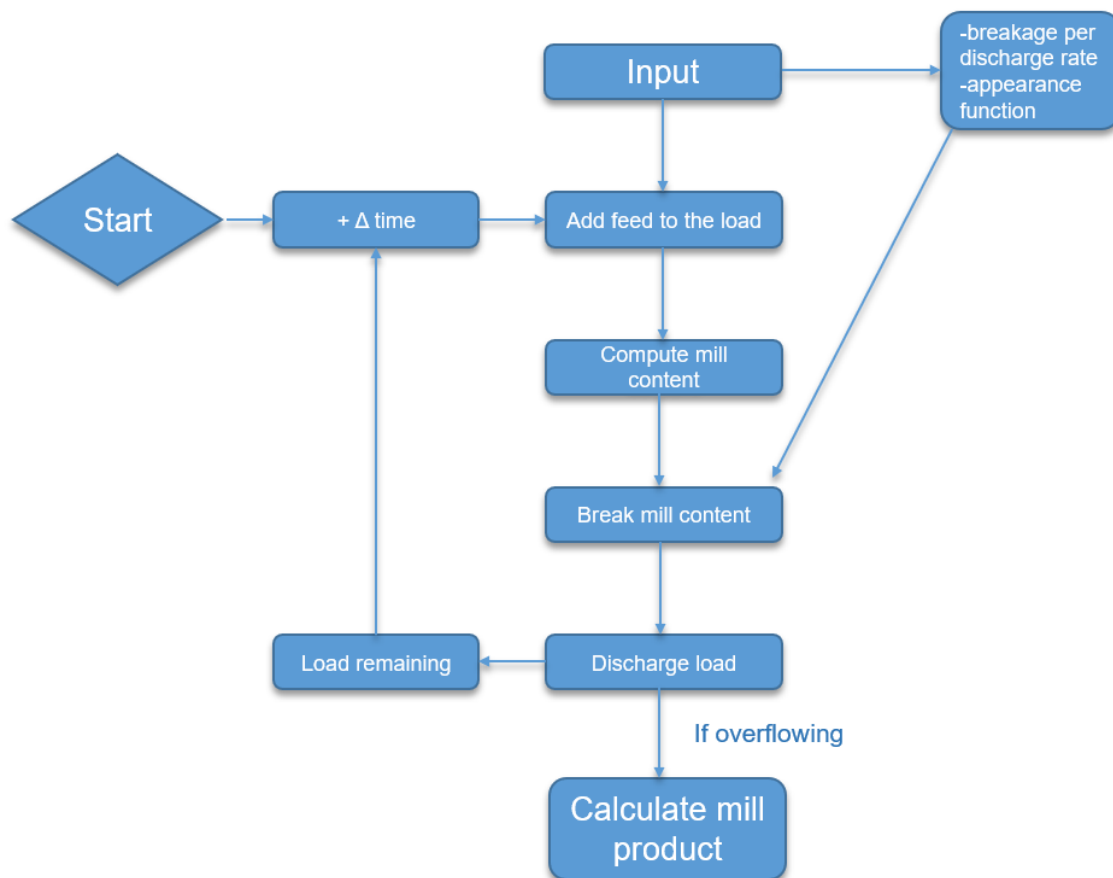 Input
-breakage per
discharge rate
-appearance
function
Start
+ Δ time
Add feed to the load
Compute mill
content
Break mill content
Load remaining
Discharge load
If overflowing
Calculate mill
product